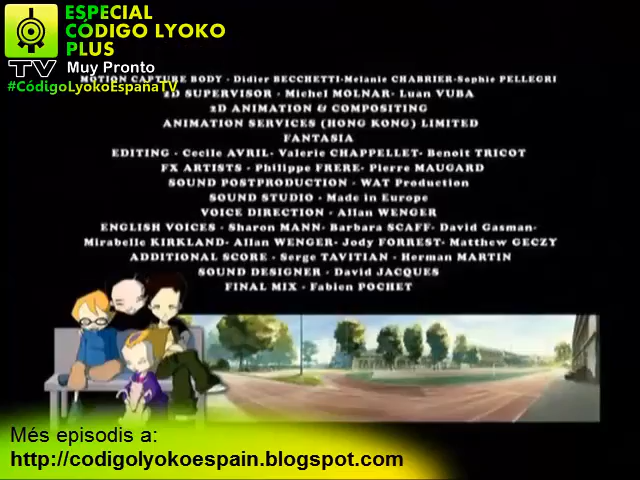 ESPECIAL
CÓDIGO LYOKO
PLUS
TV Muy Pronto
#CódigoLyokoEspañaTV
MOTION CAPTURE BODY - Didier BECCHETTI-Melanie CHABRIER-Sophie PELLEGRI
2D SUPERVISOR - Michel MOLNAR- Luan VUBA
2D ANIMATION & COMPOSITING
ANIMATION SERVICES (HONG KONG) LIMITED
FANTASIA
EDITING - Cecile AVRIL- Valerie CHAPPELLET- Benoit TRICOT
FX ARTISTS - Philippe FRERE- Pierre MAUGARD
SOUND POSTPRODUCTION - WAT Production
SOUND STUDIO - Made in Europe
VOICE DIRECTION - Allan WENGER
ENGLISH VOICES - Sharon MANN- Barbara SCAFF- David Gasman-
Mirabelle KIRKLAND- Allan WENGER- Jody FORREST- Matthew GECZY
ADDITIONAL SCORE - Serge TAVITIAN - Herman MARTIN
SOUND DESIGNER - David JACQUES
FINAL MIX - Fabien POCHET
Més episodis a:
http://codigolyokoespain.blogspot.com